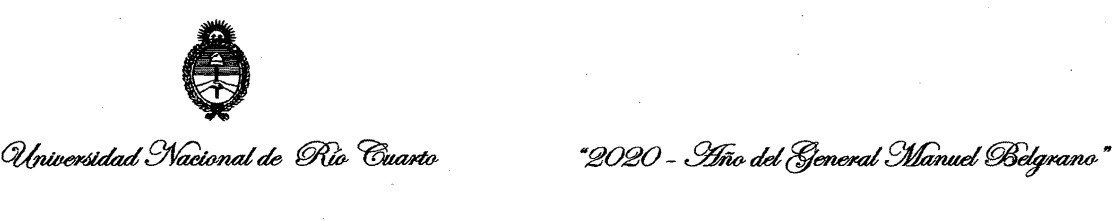 Universidad Nacional de Río Cuarto
"2020 - Año del General Manuel Belgrano"